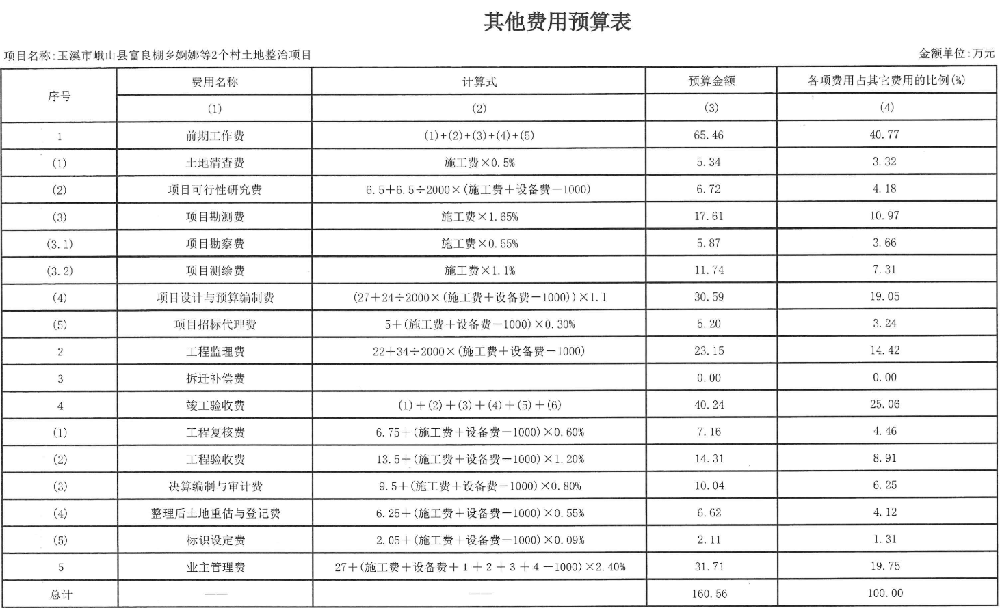 其他费用预算表
项目名称:玉溪市峨山县富良棚乡婀娜等2个村土地整治项目 金额单位:万元
序号 费用名称 计算式 预算金额 各项费用占其它费用的比例(%)
(1) (2) (3) (4)
1 前期工作费 (1)+(2)+(3)+(4)+(5) 65.46 40.77
(1) 土地清查费 施工费×0.5% 5.34 3.32
(2) 项目可行性研究费 6.5+6.5÷2000×(施工费+设备费-1000) 6.72 4.18
(3) 项目勘测费 施工费×1.65% 17.61 10.97
(3.1) 项目勘察费 施工费×0.55% 5.87 3.66
(3.2) 项目测绘费 施工费×1.1% 11.74 7.31
(4) 项目设计与预算编制费 (27+24÷2000×(施工费+设备费-1000))×1.1 30.59 19.05
(5) 项目招标代理费 5+(施工费+设备费-1000)×0.30% 5.20 3.24
2 工程监理费 22+34÷2000×(施工费+设备费-1000) 23.15 14.42
3 拆迁补偿费 0.00 0.00
4 竣工验收费 (1)+(2)+(3)+(4)+(5)+(6) 40.24 25.06
(1) 工程复核费 6.75+(施工费+设备费-1000)×0.60% 7.16 4.46
(2) 工程验收费 13.5+(施工费+设备费-1000)×1.20% 14.31 8.91
(3) 决算编制与审计费 9.5+(施工费+设备费-1000)×0.80% 10.04 6.25
(4) 整理后土地重估与登记费 6.25+(施工费+设备费-1000)×0.55% 6.62 4.12
(5) 标识设定费 2.05+(施工费+设备费-1000)×0.09% 2.11 1.31
5 业主管理费 27+(施工费+设备费+1+2+3+4-1000)×2.40% 31.71 19.75
总计 —— —— 160.56 100.00